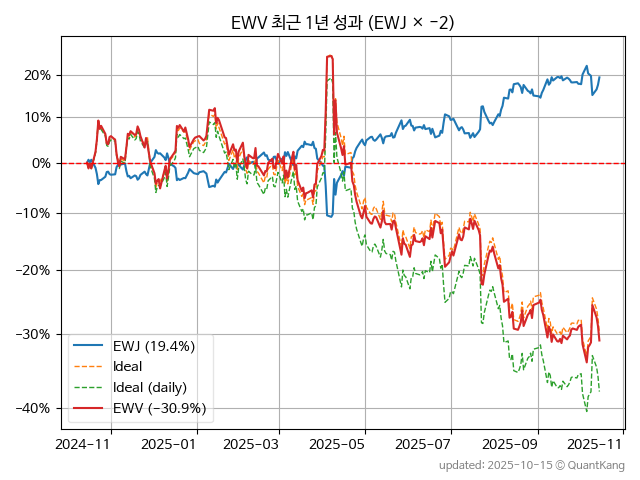 EWV 최근 1년 성과 (EWJ × −2)
20%
10%
0%
−10%
−20%
−30%
−40%
EWJ (19.4%)
Ideal
Ideal (daily)
EWV (−30.9%)
2024-11
2025-01
2025-03
2025-05
2025-07
2025-09
2025-11
updated: 2025-10-15 © QuantKang